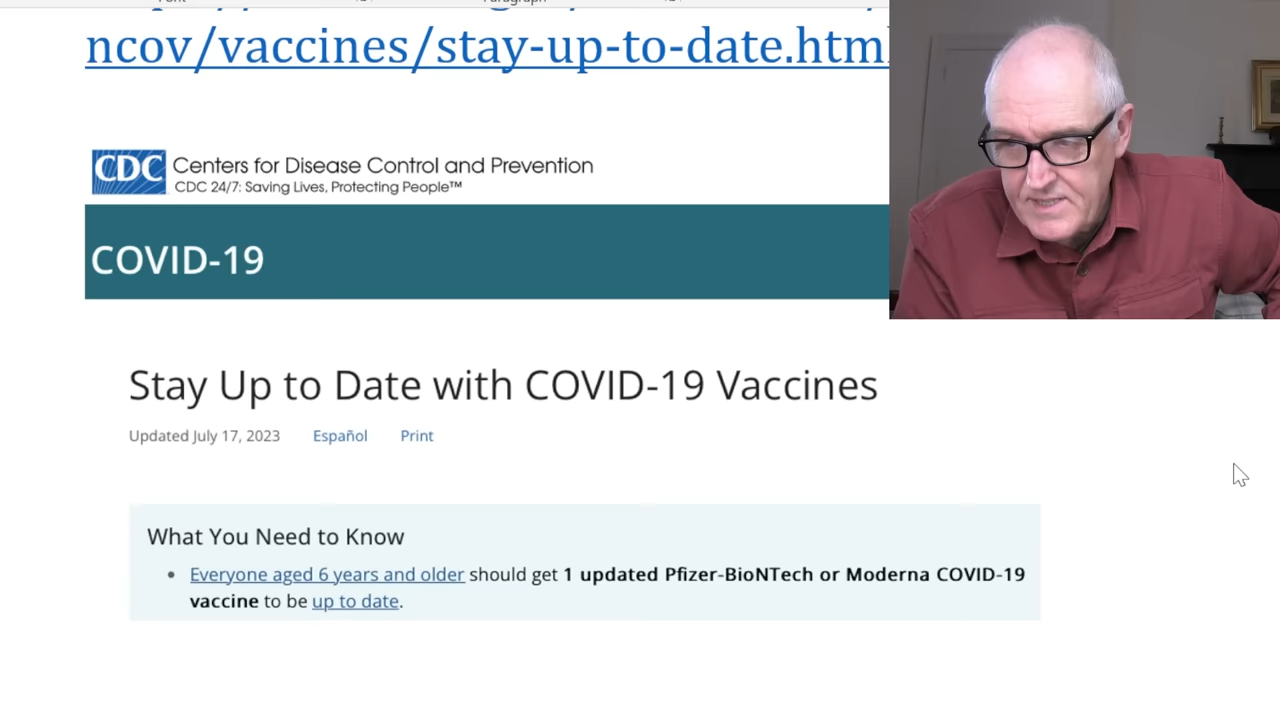 ncov/vaccines/stay-up-to-date.html
CDC Centers for Disease Control and Prevention
CDC 24/7: Saving Lives, Protecting People™
COVID-19
Stay Up to Date with COVID-19 Vaccines
Updated July 17, 2023 Español Print
What You Need to Know
• Everyone aged 6 years and older should get 1 updated Pfizer-BioNTech or Moderna COVID-19
vaccine to be up to date.